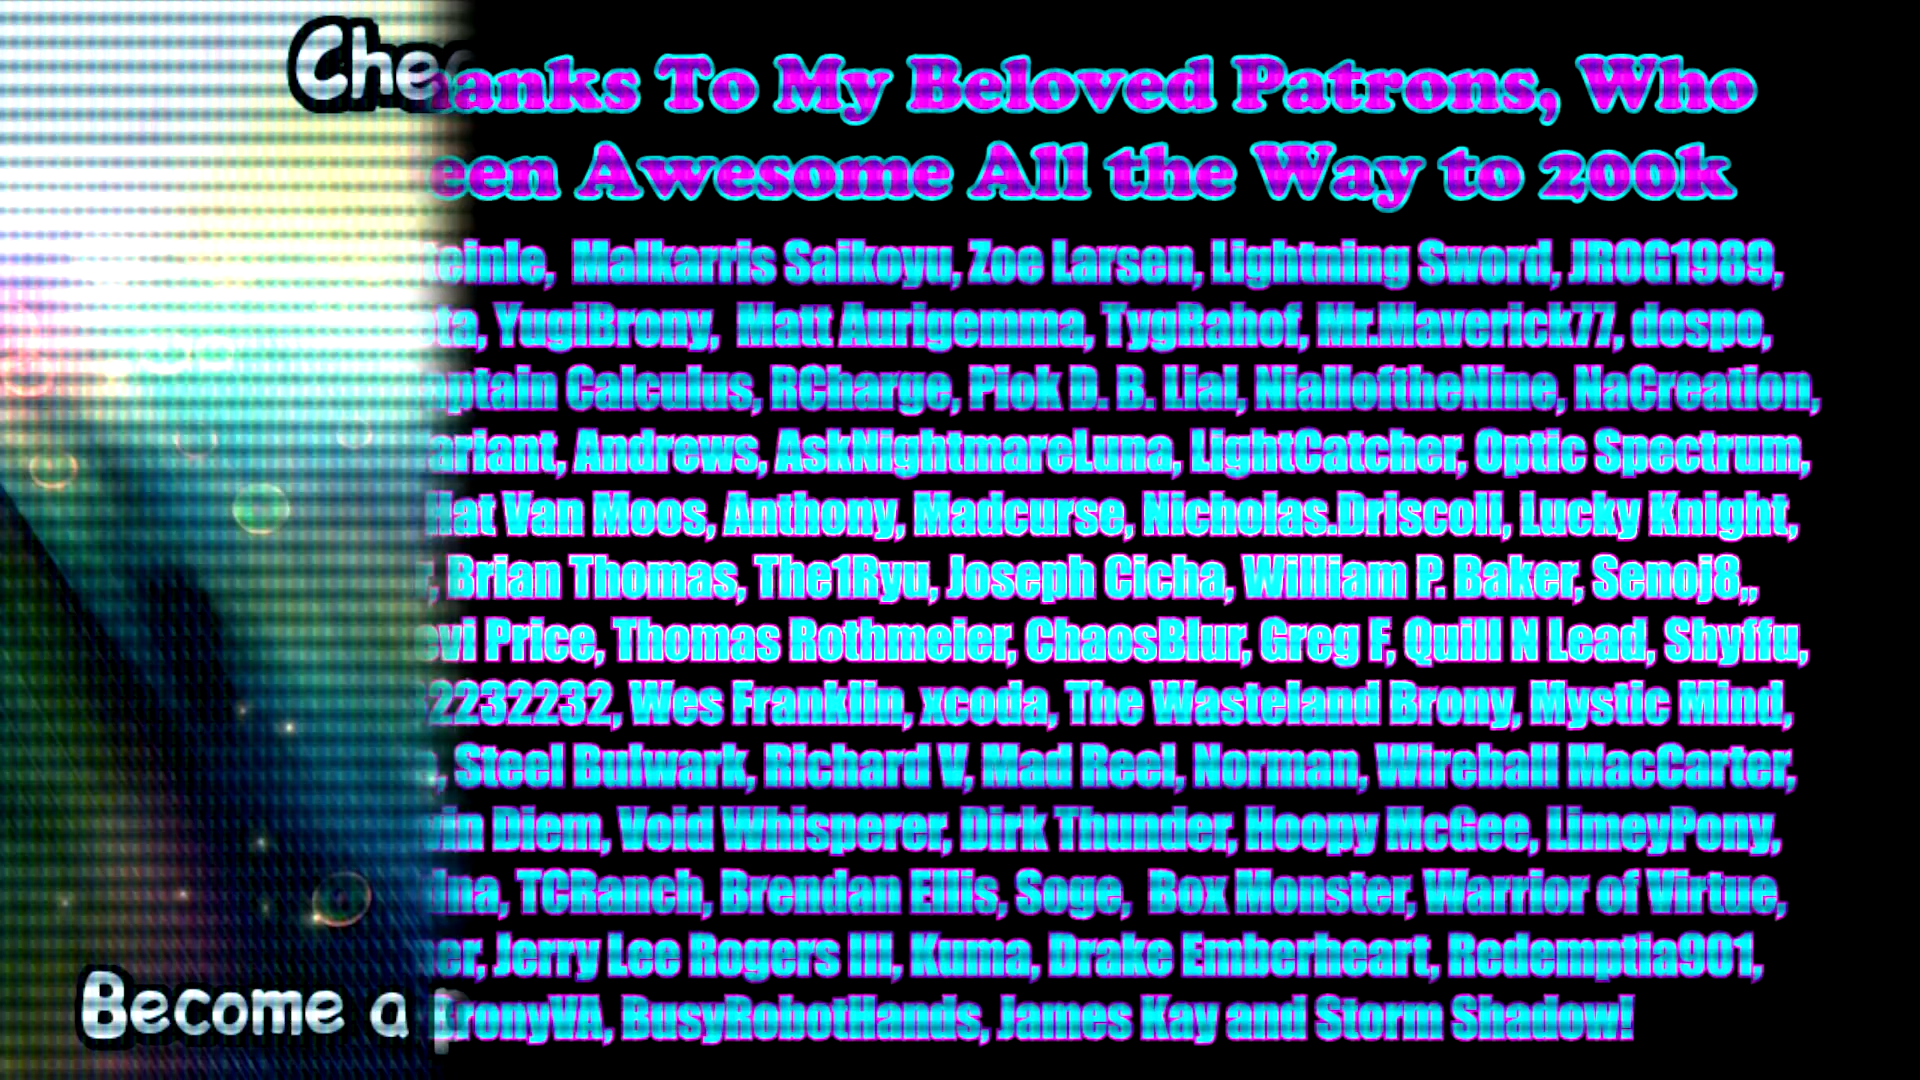 Che
anks To My Beloved Patrons, Who
een Awesome All the Way to 200k
einle, Malkarris Saikoyu, Zoe Larsen, Lightning Sword, JROG1989,
ta, YugiBrony, Matt Aurigemma, TygRahof, Mr.Maverick77, dospo,
ptain Calculus, RCharge, Piok D. B. Lial, NialloftheNine, NaCreation,
ariant, Andrews, AskNightmareLuna, LightCatcher, Optic Spectrum,
Hat Van Moos, Anthony, Madcurse, Nicholas.Driscoll, Lucky Knight,
, Brian Thomas, The1Ryu, Joseph Cicha, William P. Baker, Senoj8,,
vi Price, Thomas Rothmeier, ChaosBlur, Greg F, Quill N Lead, Shyffu,
2232232, Wes Franklin, xcoda, The Wasteland Brony, Mystic Mind,
, Steel Bulwark, Richard V, Mad Reel, Norman, Wireball MacCarter,
in Diem, Void Whisperer, Dirk Thunder, Hoopy McGee, LimeyPony,
na, TCRanch, Brendan Ellis, Soge, Box Monster, Warrior of Virtue,
er, Jerry Lee Rogers III, Kuma, Drake Emberheart, Redemptia901,
ronyVA, BusyRobotHands, James Kay and Storm Shadow!
Become a